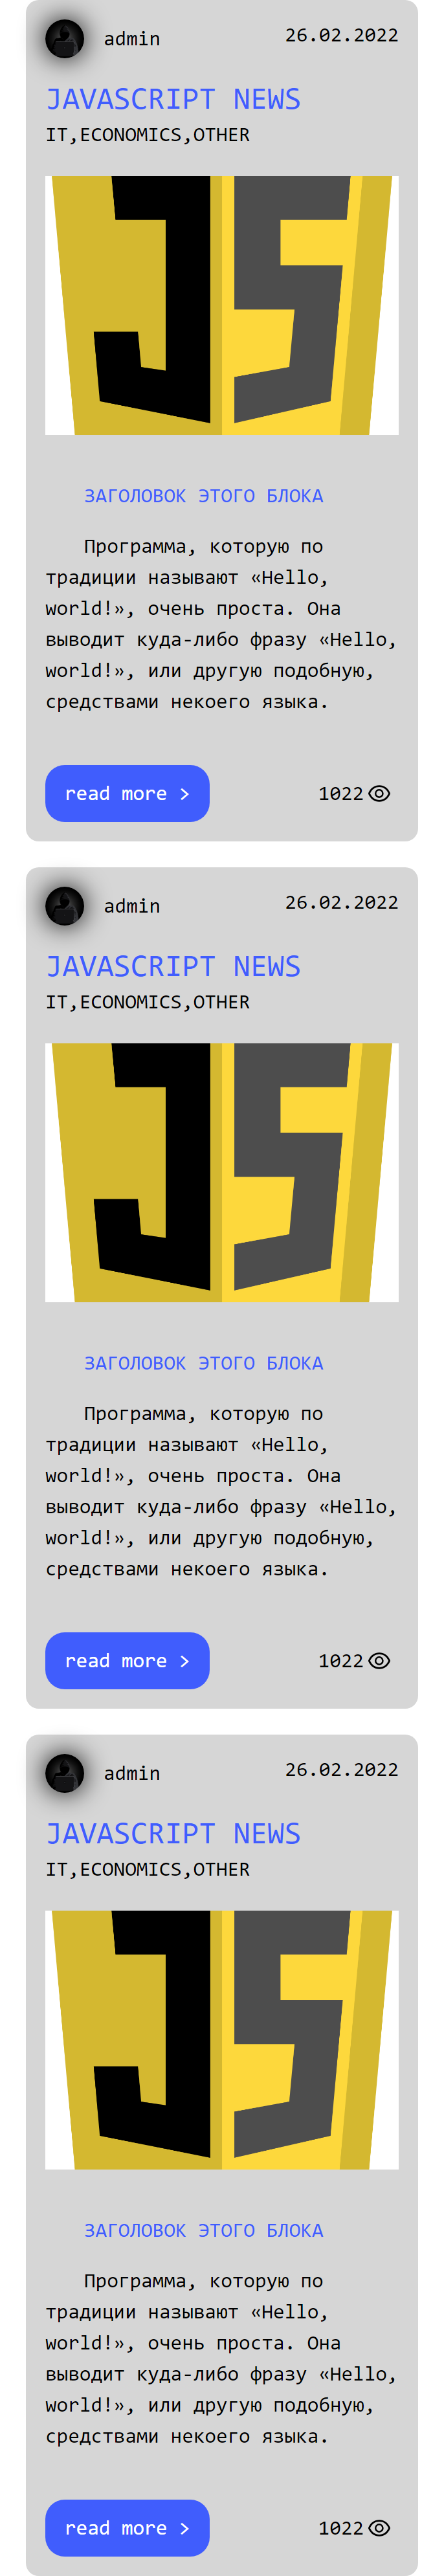 admin 26.02.2022
JAVASCRIPT NEWS
IT,ECONOMICS,OTHER
JS
ЗАГОЛОВОК ЭТОГО БЛОКА
Программа, которую по
традиции называют «Hello,
world!», очень проста. Она
выводит куда-либо фразу «Hello,
world!», или другую подобную,
средствами некоего языка.
read more > 1022
admin 26.02.2022
JAVASCRIPT NEWS
IT,ECONOMICS,OTHER
JS
ЗАГОЛОВОК ЭТОГО БЛОКА
Программа, которую по
традиции называют «Hello,
world!», очень проста. Она
выводит куда-либо фразу «Hello,
world!», или другую подобную,
средствами некоего языка.
read more > 1022
admin 26.02.2022
JAVASCRIPT NEWS
IT,ECONOMICS,OTHER
JS
ЗАГОЛОВОК ЭТОГО БЛОКА
Программа, которую по
традиции называют «Hello,
world!», очень проста. Она
выводит куда-либо фразу «Hello,
world!», или другую подобную,
средствами некоего языка.
read more > 1022